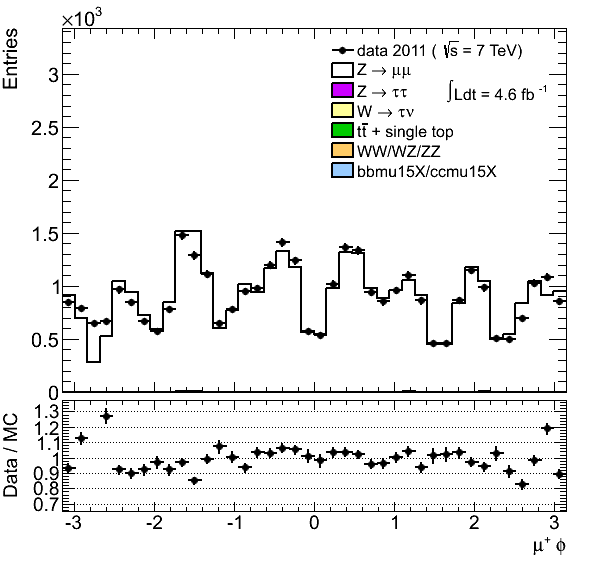 ×10³
Entries
3
2.5
2
1.5
1
0.5
0
data 2011 ( √s = 7 TeV)
Z → μμ
Z → ττ
W → τν
tt̄ + single top
WW/WZ/ZZ
bbmu15X/ccmu15X
∫Ldt = 4.6 fb⁻¹
Data / MC
1.3
1.2
1.1
1
0.9
0.8
0.7
-3 -2 -1 0 1 2 3
μ⁺ ϕ